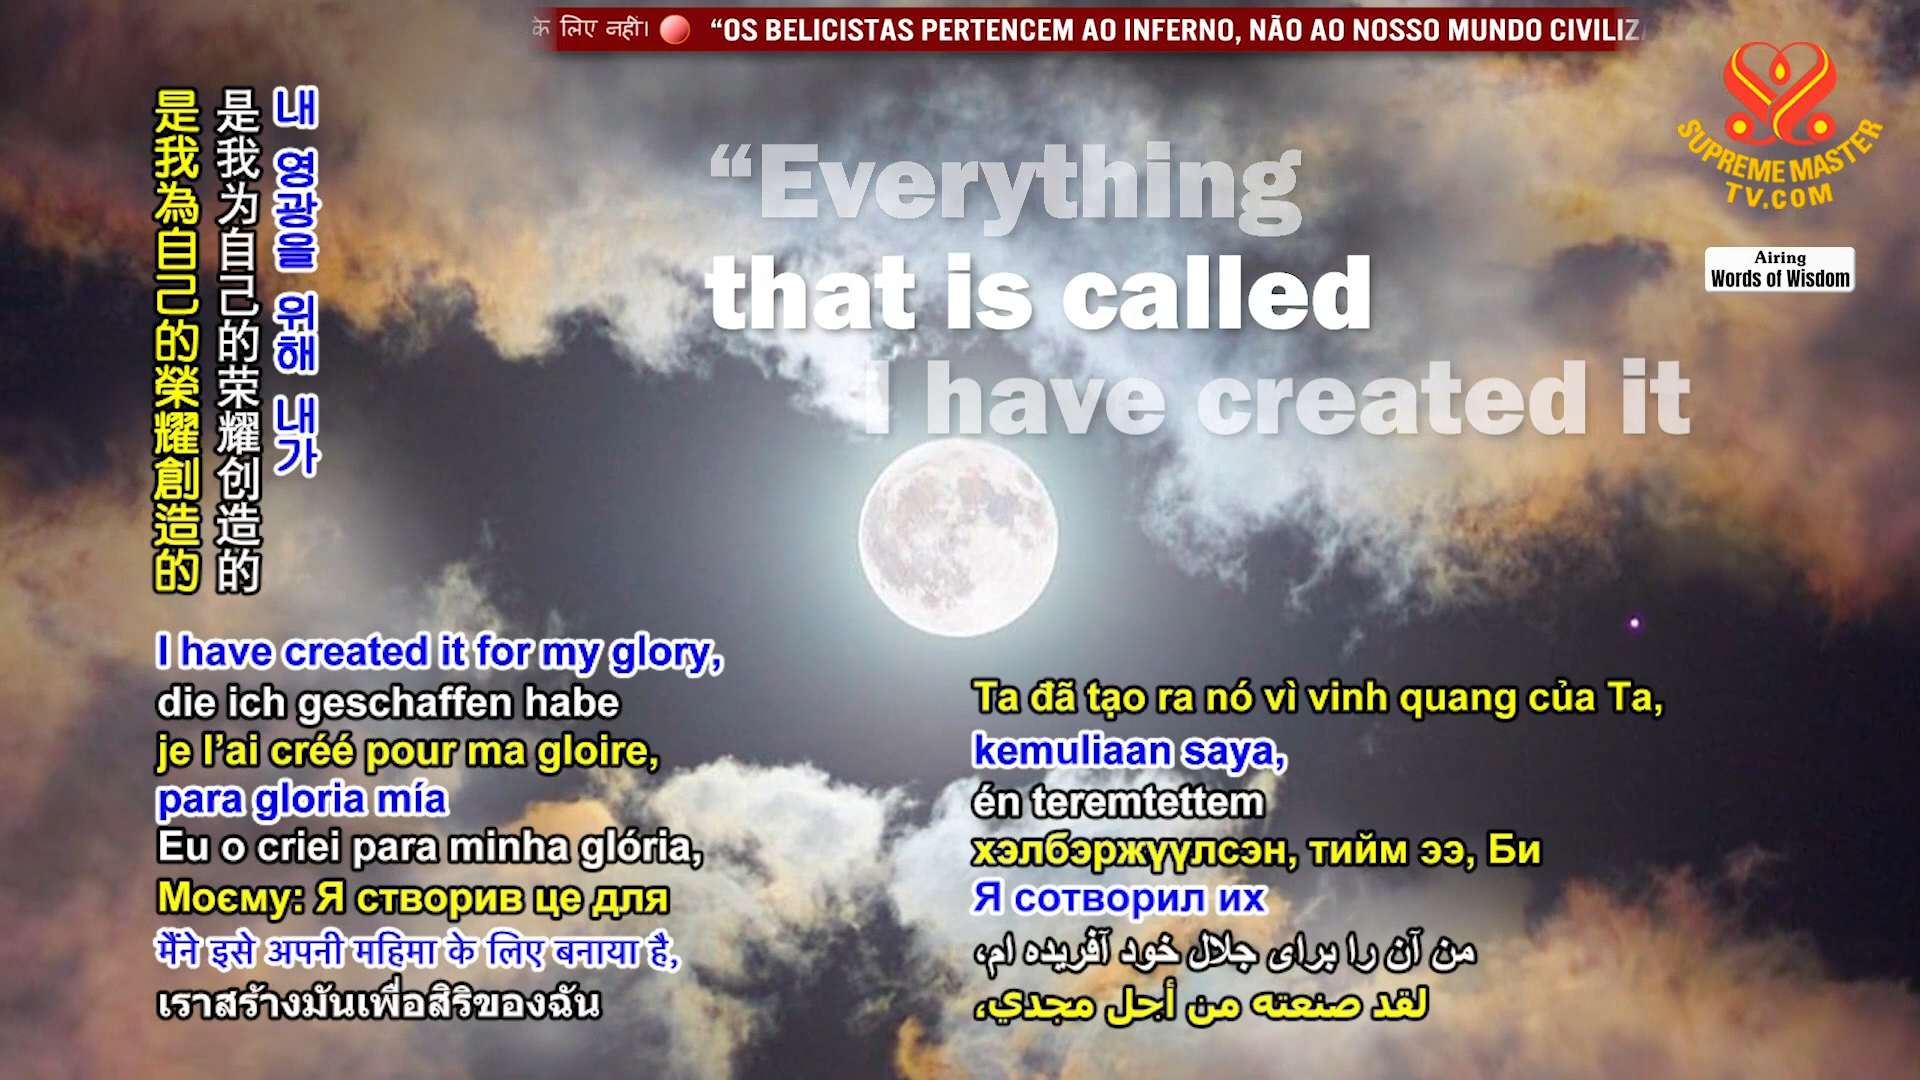 के लिए नहीं। “OS BELICISTAS PERTENCEM AO INFERNO, NÃO AO NOSSO MUNDO CIVILIZ
SUPREME MASTER
TV.COM
Airing
Words of Wisdom
“Everything
that is called
I have created it
내 영광을 위해 내가
是我为自己的荣耀创造的
是我為自己的榮耀創造的
I have created it for my glory,
die ich geschaffen habe
je l’ai créé pour ma gloire,
para gloria mía
Eu o criei para minha glória,
Моєму: Я створив це для
मैंने इसे अपनी महिमा के लिए बनाया है,
เราสร้างมันเพื่อสิริของฉัน
Ta đã tạo ra nó vì vinh quang của Ta,
kemuliaan saya,
én teremtettem
хэлбэржүүлсэн, тийм ээ, Би
Я сотворил их
من آن را برای جلال خود آفریده ام،
لقد صنعته من أجل مجدي،